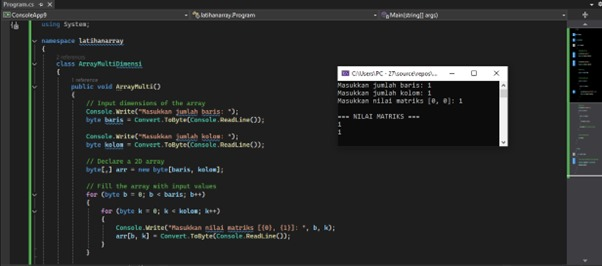 Program.cs
ConsoleApp9
latihanarray.Program
Main(string[] args)
using System;
namespace latihanarray
{
2 references
class ArrayMultiDimensi
{
1 reference
public void ArrayMulti()
{
// Input dimensions of the array
Console.Write("Masukkan jumlah baris: ");
byte baris = Convert.ToByte(Console.ReadLine());
Console.Write("Masukkan jumlah kolom: ");
byte kolom = Convert.ToByte(Console.ReadLine());
// Declare a 2D array
byte[,] arr = new byte[baris, kolom];
// Fill the array with input values
for (byte b = 0; b < baris; b++)
{
for (byte k = 0; k < kolom; k++)
{
Console.Write("Masukkan nilai matriks [{0}, {1}]: ", b, k);
arr[b, k] = Convert.ToByte(Console.ReadLine());
}
}
C:\Users\PC - 27\source\repos\
Masukkan jumlah baris: 1
Masukkan jumlah kolom: 1
Masukkan nilai matriks [0, 0]: 1
=== NILAI MATRIKS ===
1
1